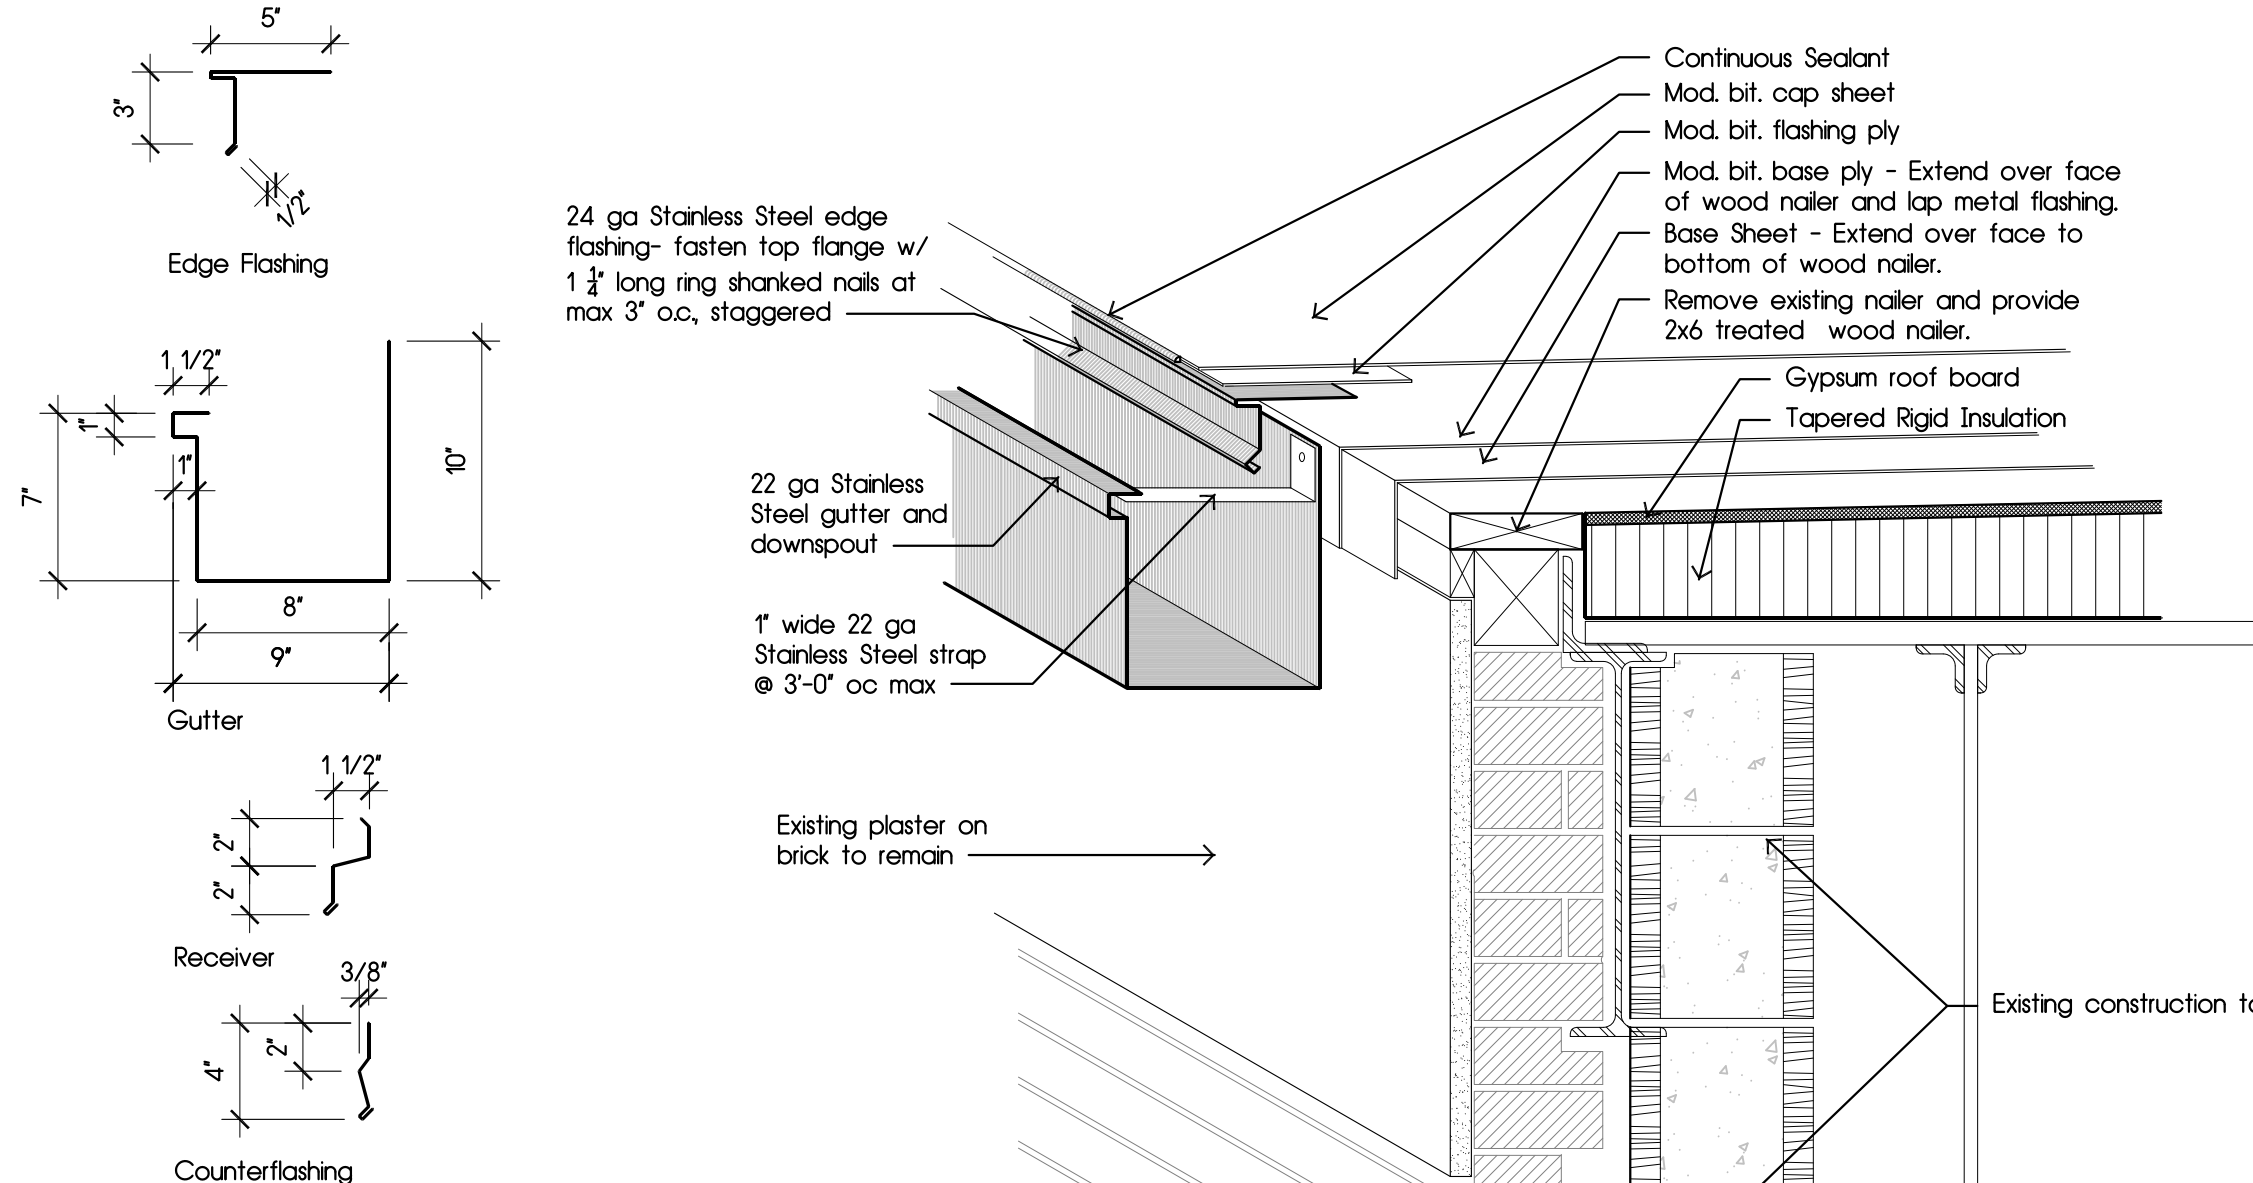 5"
3"
1/2"
Edge Flashing
1 1/2"
1"
1"
7"
10"
8"
9"
Gutter
1 1/2"
2"
2"
Receiver
3/8"
2"
4"
Counterflashing
24 ga Stainless Steel edge
flashing- fasten top flange w/
1 1/4" long ring shanked nails at
max 3" o.c., staggered
22 ga Stainless
Steel gutter and
downspout
1" wide 22 ga
Stainless Steel strap
@ 3'-0" oc max
Existing plaster on
brick to remain
Continuous Sealant
Mod. bit. cap sheet
Mod. bit. flashing ply
Mod. bit. base ply - Extend over face
of wood nailer and lap metal flashing.
Base Sheet - Extend over face to
bottom of wood nailer.
Remove existing nailer and provide
2x6 treated wood nailer.
Gypsum roof board
Tapered Rigid Insulation
Existing construction